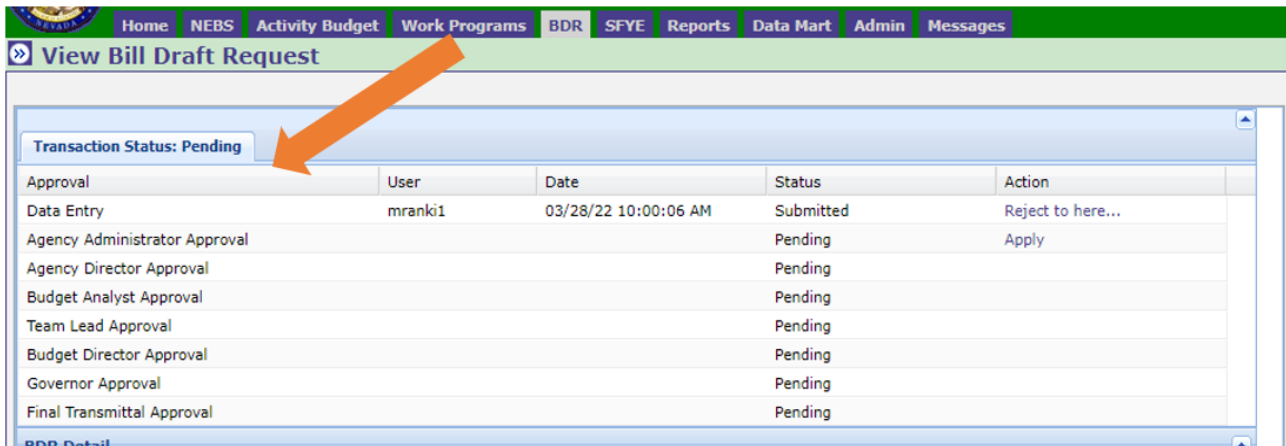 NEVADA
Home NEBS Activity Budget Work Programs BDR SFYE Reports Data Mart Admin Messages
View Bill Draft Request
Transaction Status: Pending
Approval User Date Status Action
Data Entry mranki1 03/28/22 10:00:06 AM Submitted Reject to here...
Agency Administrator Approval Pending Apply
Agency Director Approval Pending
Budget Analyst Approval Pending
Team Lead Approval Pending
Budget Director Approval Pending
Governor Approval Pending
Final Transmittal Approval Pending
BDR Detail